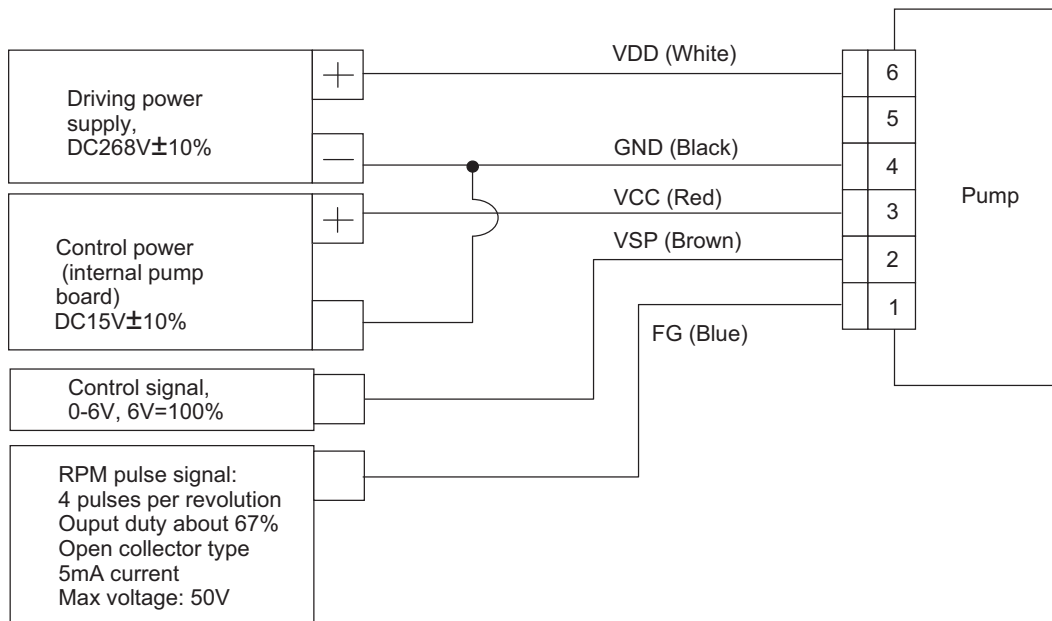 Driving power
supply,
DC268V±10%
+
−
Control power
(internal pump
board)
DC15V±10%
+
Control signal,
0-6V, 6V=100%
RPM pulse signal:
4 pulses per revolution
Ouput duty about 67%
Open collector type
5mA current
Max voltage: 50V
VDD (White)
GND (Black)
VCC (Red)
VSP (Brown)
FG (Blue)
6
5
4
3
2
1
Pump